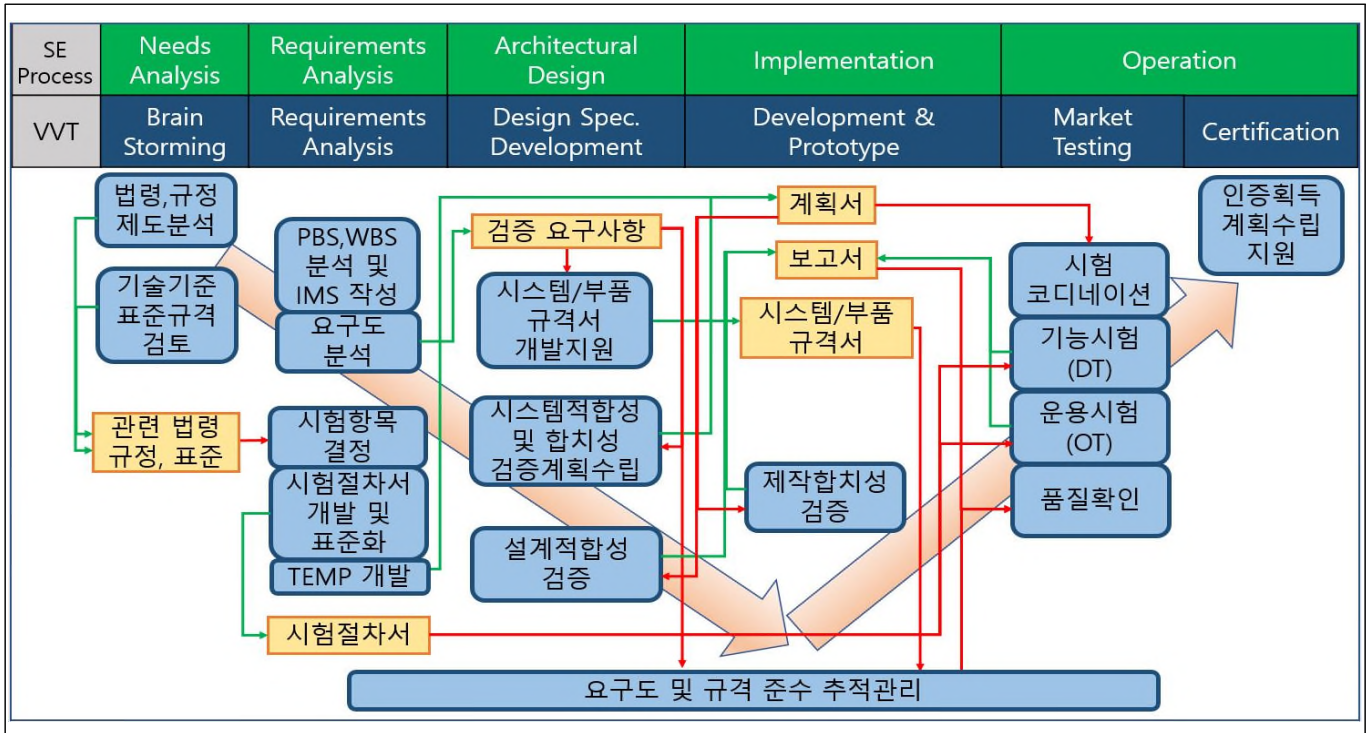 SE
Process
Needs
Analysis
Requirements
Analysis
Architectural
Design
Implementation
Operation
VVT
Brain
Storming
Requirements
Analysis
Design Spec.
Development
Development &
Prototype
Market
Testing
Certification
법령,규정
제도분석
기술기준
표준규격
검토
관련 법령
규정, 표준
PBS,WBS
분석 및
IMS 작성
요구도
분석
시험항목
결정
시험절차서
개발 및
표준화
TEMP 개발
시험절차서
검증 요구사항
시스템/부품
규격서
개발지원
시스템적합성
및 합치성
검증계획수립
설계적합성
검증
계획서
보고서
시스템/부품
규격서
제작합치성
검증
시험
코디네이션
기능시험
(DT)
운용시험
(OT)
품질확인
인증획득
계획수립
지원
요구도 및 규격 준수 추적관리